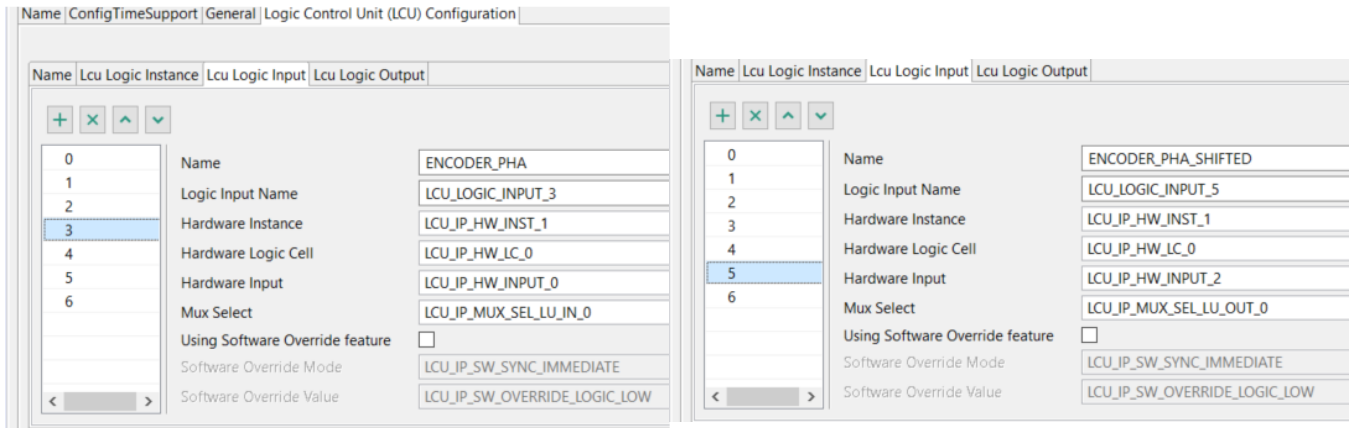 Name ConfigTimeSupport General Logic Control Unit (LCU) Configuration
Name Lcu Logic Instance Lcu Logic Input Lcu Logic Output
0
1
2
3
4
5
6
Name ENCODER_PHA
Logic Input Name LCU_LOGIC_INPUT_3
Hardware Instance LCU_IP_HW_INST_1
Hardware Logic Cell LCU_IP_HW_LC_0
Hardware Input LCU_IP_HW_INPUT_0
Mux Select LCU_IP_MUX_SEL_LU_IN_0
Using Software Override feature
Software Override Mode LCU_IP_SW_SYNC_IMMEDIATE
Software Override Value LCU_IP_SW_OVERRIDE_LOGIC_LOW
Name Lcu Logic Instance Lcu Logic Input Lcu Logic Output
0
1
2
3
4
5
6
Name ENCODER_PHA_SHIFTED
Logic Input Name LCU_LOGIC_INPUT_5
Hardware Instance LCU_IP_HW_INST_1
Hardware Logic Cell LCU_IP_HW_LC_0
Hardware Input LCU_IP_HW_INPUT_2
Mux Select LCU_IP_MUX_SEL_LU_OUT_0
Using Software Override feature
Software Override Mode LCU_IP_SW_SYNC_IMMEDIATE
Software Override Value LCU_IP_SW_OVERRIDE_LOGIC_LOW